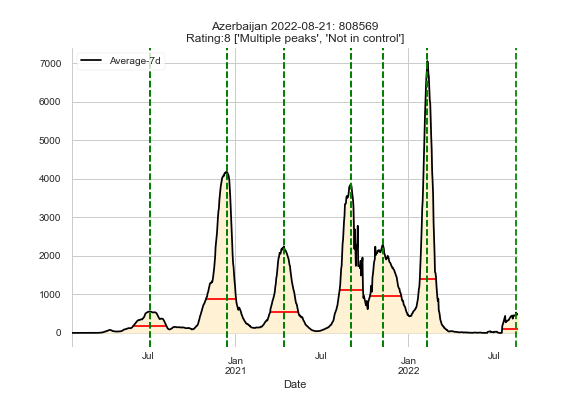 Azerbaijan 2022-08-21: 808569
Rating:8 ['Multiple peaks', 'Not in control']
Average-7d
7000
6000
5000
4000
3000
2000
1000
0
Jul
Jan
2021
Jul
Jan
2022
Jul
Date